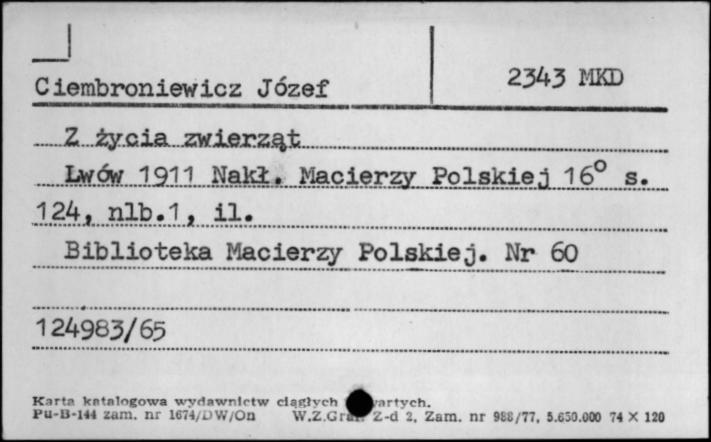 Ciembroniewicz Józef 2343 MKD
Z życia zwierząt
Lwów 1911 Nakł. Macierzy Polskiej 16° s.
124, nlb.1, il.
Biblioteka Macierzy Polskiej. Nr 60
124983/65
Karta katalogowa wydawnictw ciągłych
Pu-B-144 zam. nr 1674/DW/On W.Z.Graf. Z-d 2, Zam. nr 988/77, 5.650.000 74 X 120